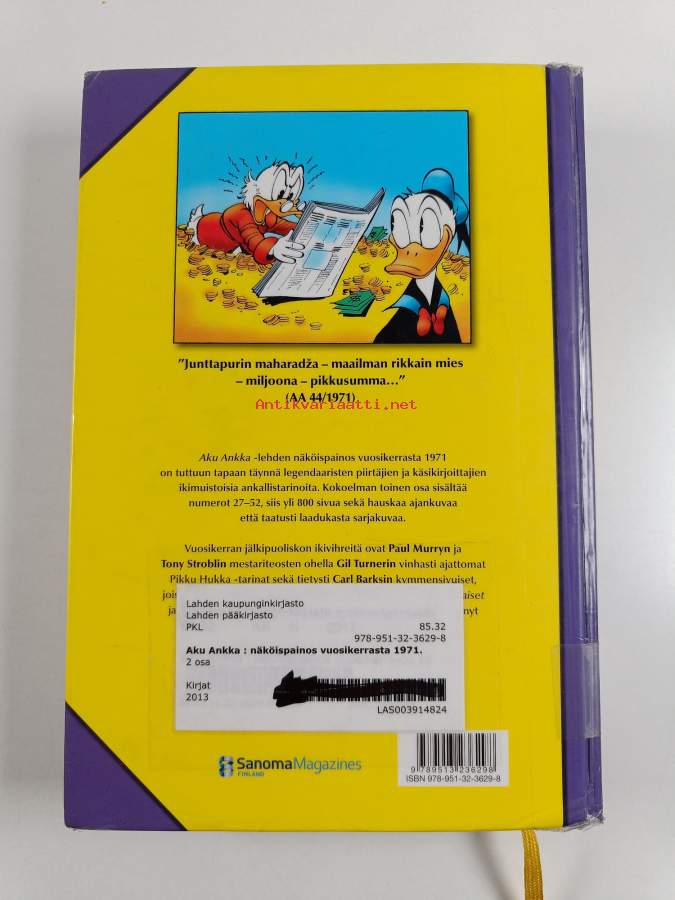 "Junttapurin maharadža – maailman rikkain mies
– miljoona – pikkusumma…"
(AA 44/1971)
Antikvariaatti.net
Aku Ankka -lehden näköispainos vuosikerrasta 1971
on tuttuun tapaan täynnä legendaaristen piirtäjien ja käsikirjoittajien
ikimuistoisia ankallistarinoita. Kokoelman toinen osa sisältää
numerot 27–52, siis yli 800 sivua sekä hauskaa ajankuvaa
että taatusti laadukasta sarjakuvaa.
Vuosikerran jälkipuoliskon ikivihreitä ovat Paul Murryn ja
Tony Stroblin mestariteosten ohella Gil Turnerin vinhasti ajattomat
Pikku Hukka -tarinat sekä tietysti Carl Barksin kymmensivuiset,
Lahden kaupunginkirjasto
Lahden pääkirjasto
PKL 85.32
978-951-32-3629-8
Aku Ankka : näköispainos vuosikerrasta 1971.
2 osa
Kirjat
2013
LAS003914824
SanomaMagazines
FINLAND
9 789513 236298
ISBN 978-951-32-3629-8